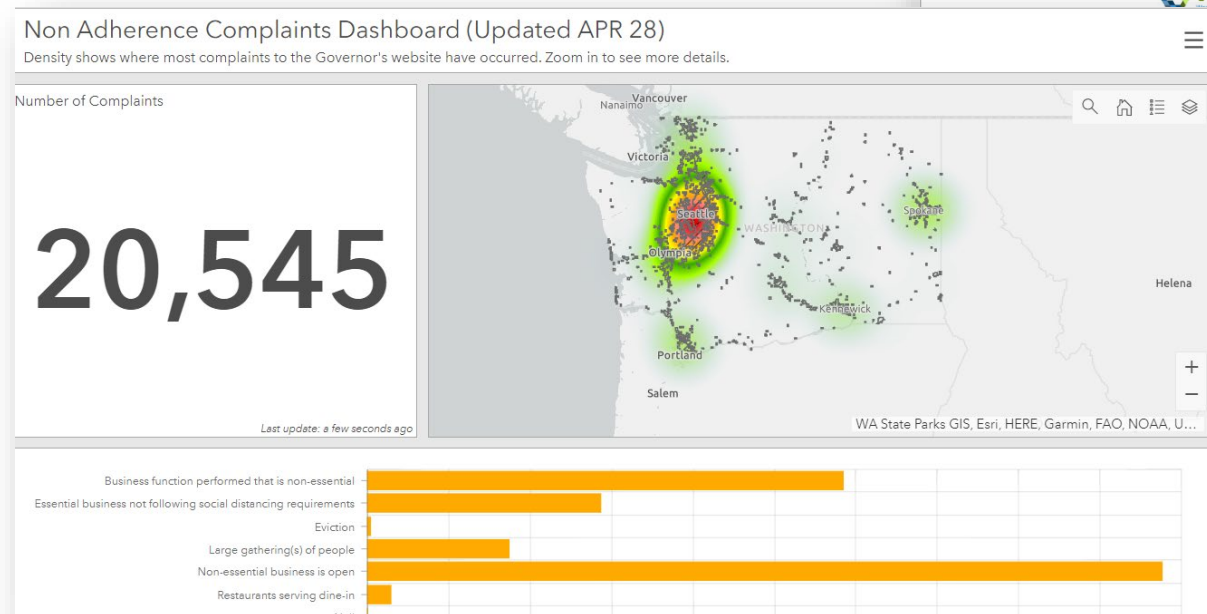 Non Adherence Complaints Dashboard (Updated APR 28)
Density shows where most complaints to the Governor's website have occurred. Zoom in to see more details.
Number of Complaints
20,545
Last update: a few seconds ago
Vancouver
Nanaimo
Victoria
Seattle
Spokane
WASHINGTON
Olympia
Helena
Kennewick
Portland
Salem
+
−
WA State Parks GIS, Esri, HERE, Garmin, FAO, NOAA, U...
Business function performed that is non-essential
Essential business not following social distancing requirements
Eviction
Large gathering(s) of people
Non-essential business is open
Restaurants serving dine-in